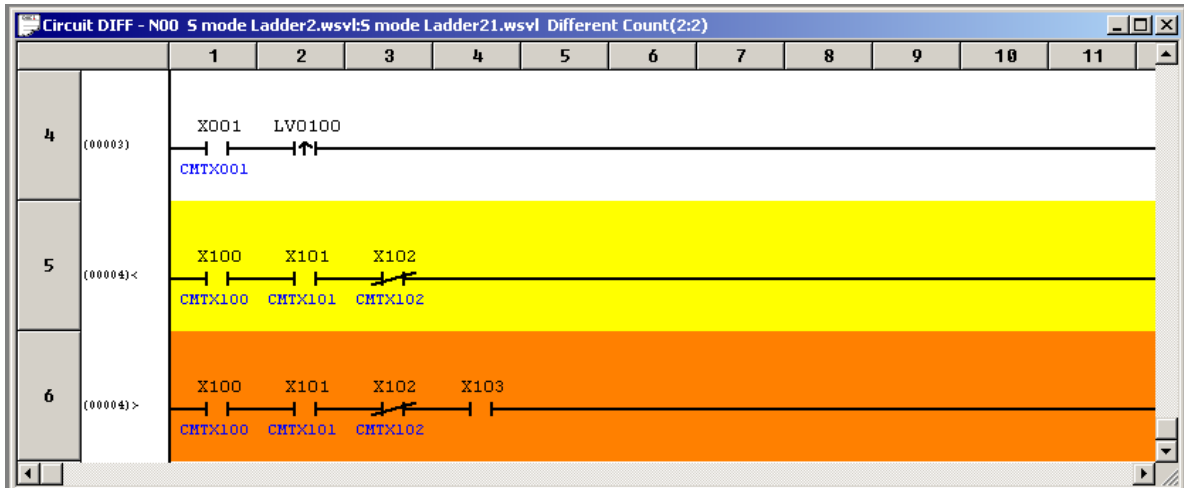 Circuit DIFF - N00 S mode Ladder2.wsvl:S mode Ladder21.wsvl Different Count(2:2)
1 2 3 4 5 6 7 8 9 10 11
X001 LV0100
4 (00003)
CMTX001
X100 X101 X102
5 (00004)<
CMTX100 CMTX101 CMTX102
X100 X101 X102 X103
6 (00004)>
CMTX100 CMTX101 CMTX102